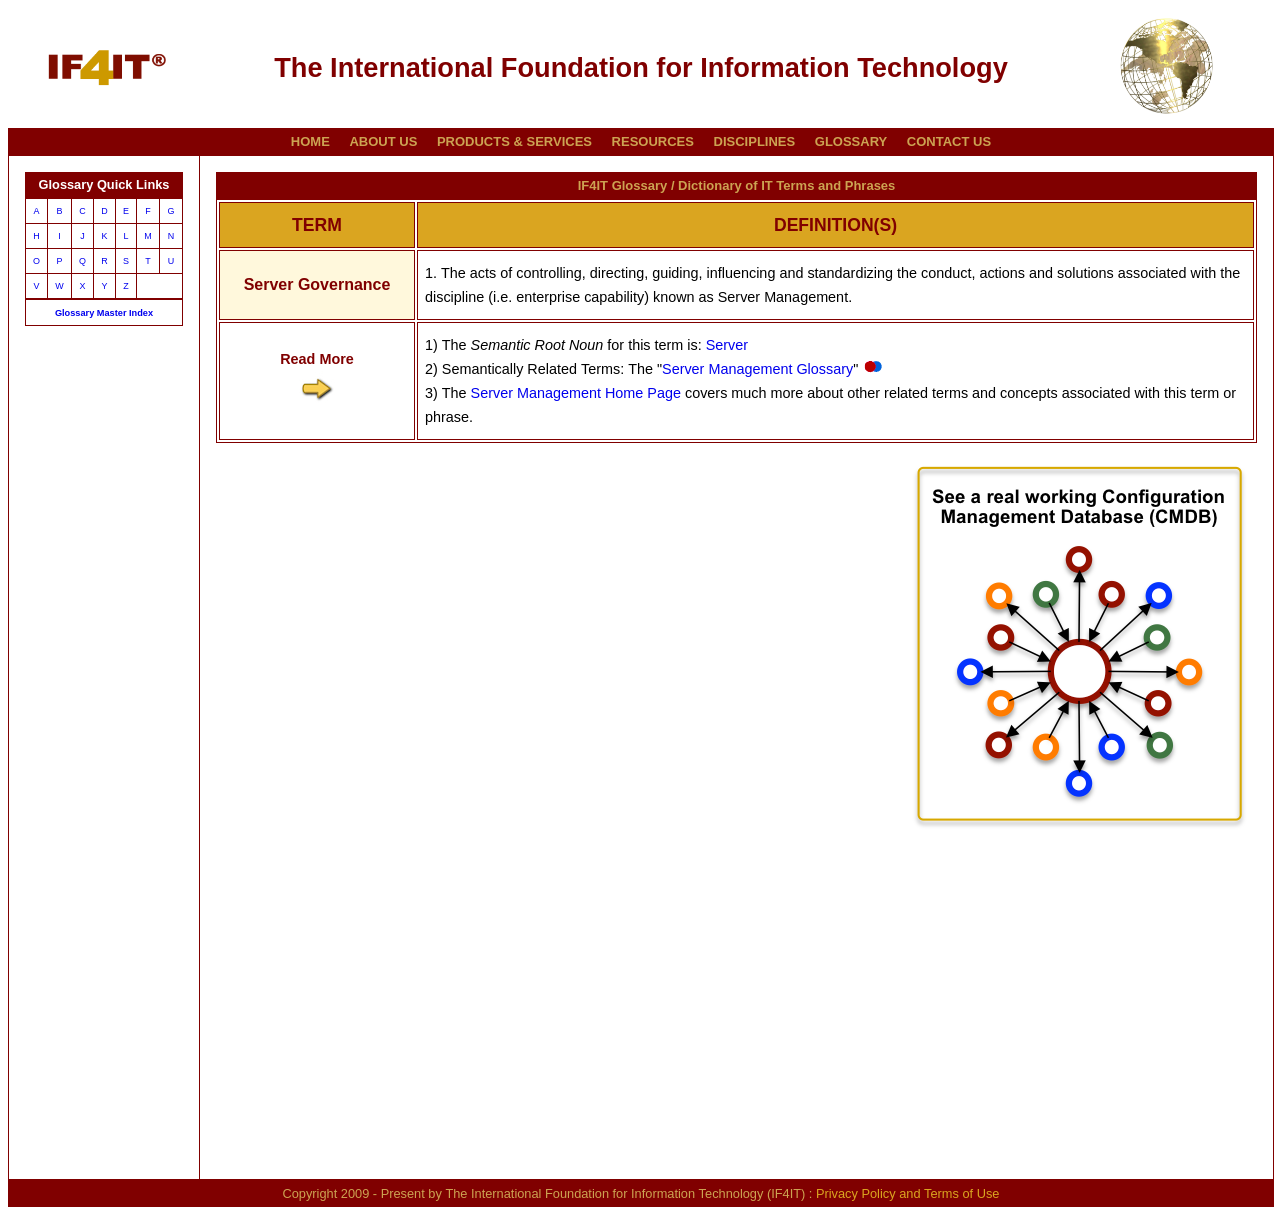 IF4IT®
The International Foundation for Information Technology
HOME ABOUT US PRODUCTS & SERVICES RESOURCES DISCIPLINES GLOSSARY CONTACT US
Glossary Quick Links
A B C D E F G
H I J K L M N
O P Q R S T U
V W X Y Z
Glossary Master Index
IF4IT Glossary / Dictionary of IT Terms and Phrases
TERM DEFINITION(S)
Server Governance
1. The acts of controlling, directing, guiding, influencing and standardizing the conduct, actions and solutions associated with the
discipline (i.e. enterprise capability) known as Server Management.
Read More
1) The Semantic Root Noun for this term is: Server
2) Semantically Related Terms: The "Server Management Glossary"
3) The Server Management Home Page covers much more about other related terms and concepts associated with this term or
phrase.
See a real working Configuration
Management Database (CMDB)
Copyright 2009 - Present by The International Foundation for Information Technology (IF4IT) : Privacy Policy and Terms of Use